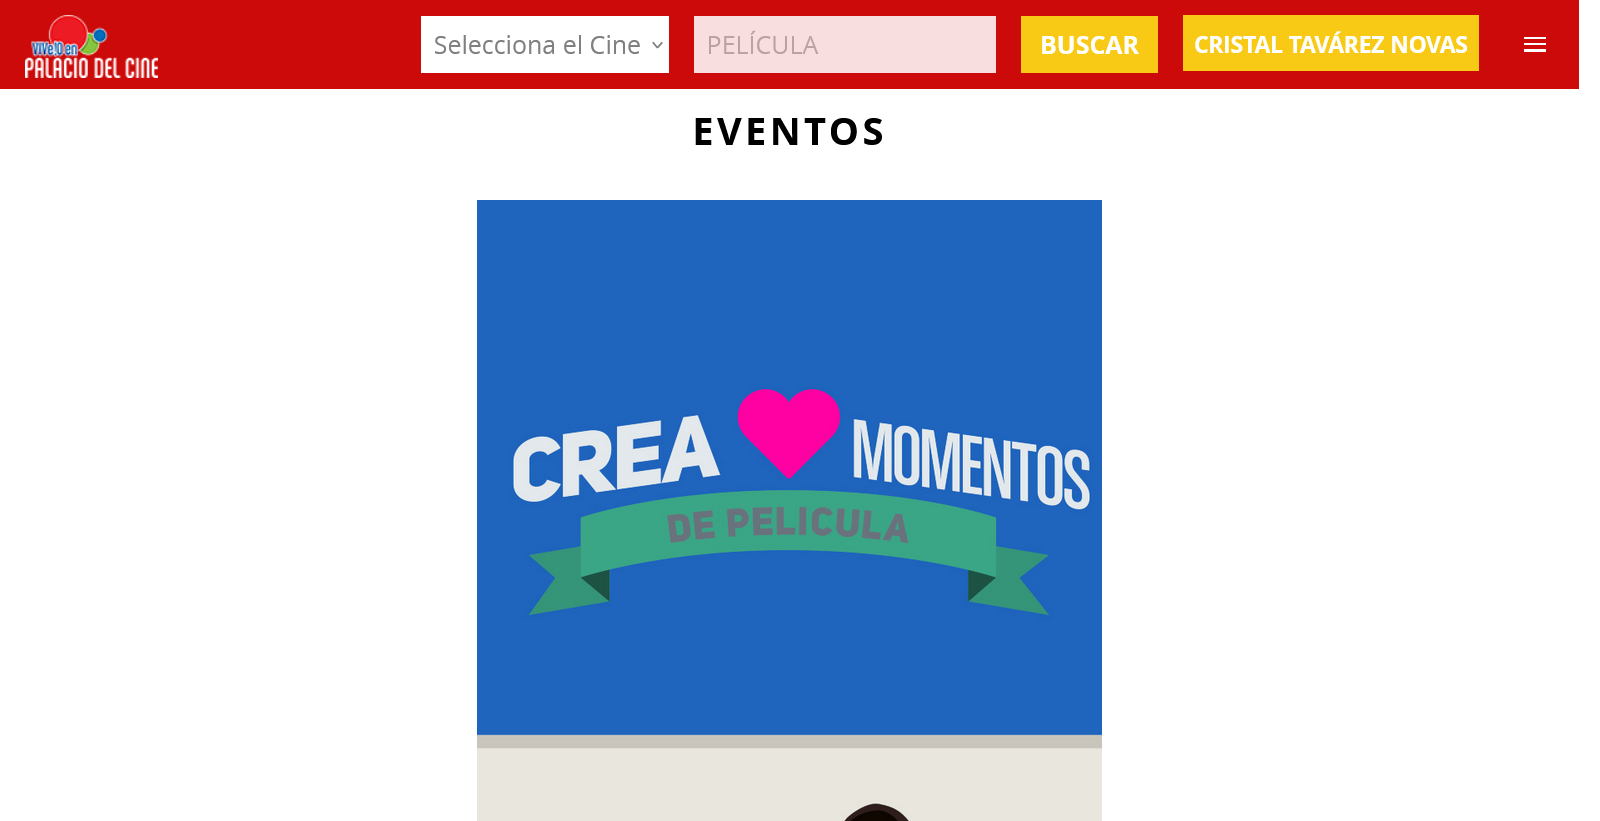 VIVelO en
PALACIO DEL CINE
Selecciona el Cine
PELÍCULA
BUSCAR
CRISTAL TAVÁREZ NOVAS
EVENTOS
CREA MOMENTOS
DE PELICULA